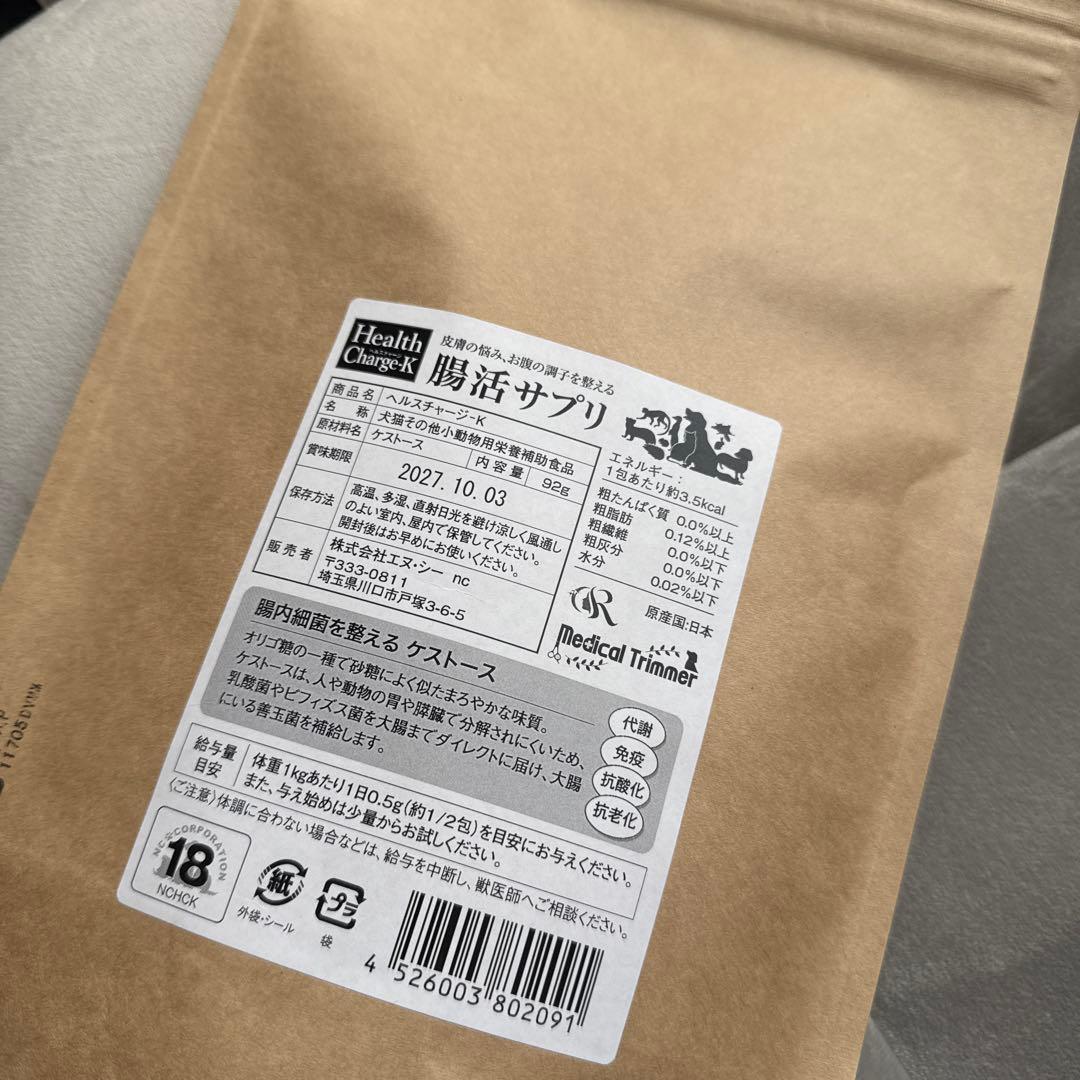 Health
ヘルスチャージ
Charge-K
皮膚の悩み、お腹の調子を整える
腸活サプリ
商品名 ヘルスチャージ-K
名称 犬猫その他小動物用栄養補助食品
原材料名 ケストース 内容量 92g
賞味期限 2027.10.03
保存方法 高温、多湿、直射日光を避け涼しく風通し
のよい室内、屋内で保管してください。
開封後はお早めにお使いください。
販売者 株式会社エヌ・シー nc
〒333-0811
埼玉県川口市戸塚3-6-5
エネルギー:
1包あたり約3.5kcal
粗たんぱく質 0.0%以上
粗脂肪 0.12%以上
粗繊維 0.0%以下
粗灰分 0.0%以下
水分 0.02%以下
原産国:日本
Medical Trimmer
腸内細菌を整える ケストース
オリゴ糖の一種で砂糖によく似たまろやかな味質。
ケストースは、人や動物の胃や膵臓で分解されにくいため、
乳酸菌やビフィズス菌を大腸までダイレクトに届け、大腸
にいる善玉菌を補給します。
代謝
免疫
抗酸化
抗老化
給与量
目安
体重1kgあたり1日0.5g(約1/2包)を目安にお与えください。
また、与え始めは少量からお試しください。
〈ご注意〉体調に合わない場合などは、給与を中断し、獣医師へご相談ください。
NC CORPORATION
18
NCHCK
紙
外袋・シール
プラ
袋
4 526003 802091